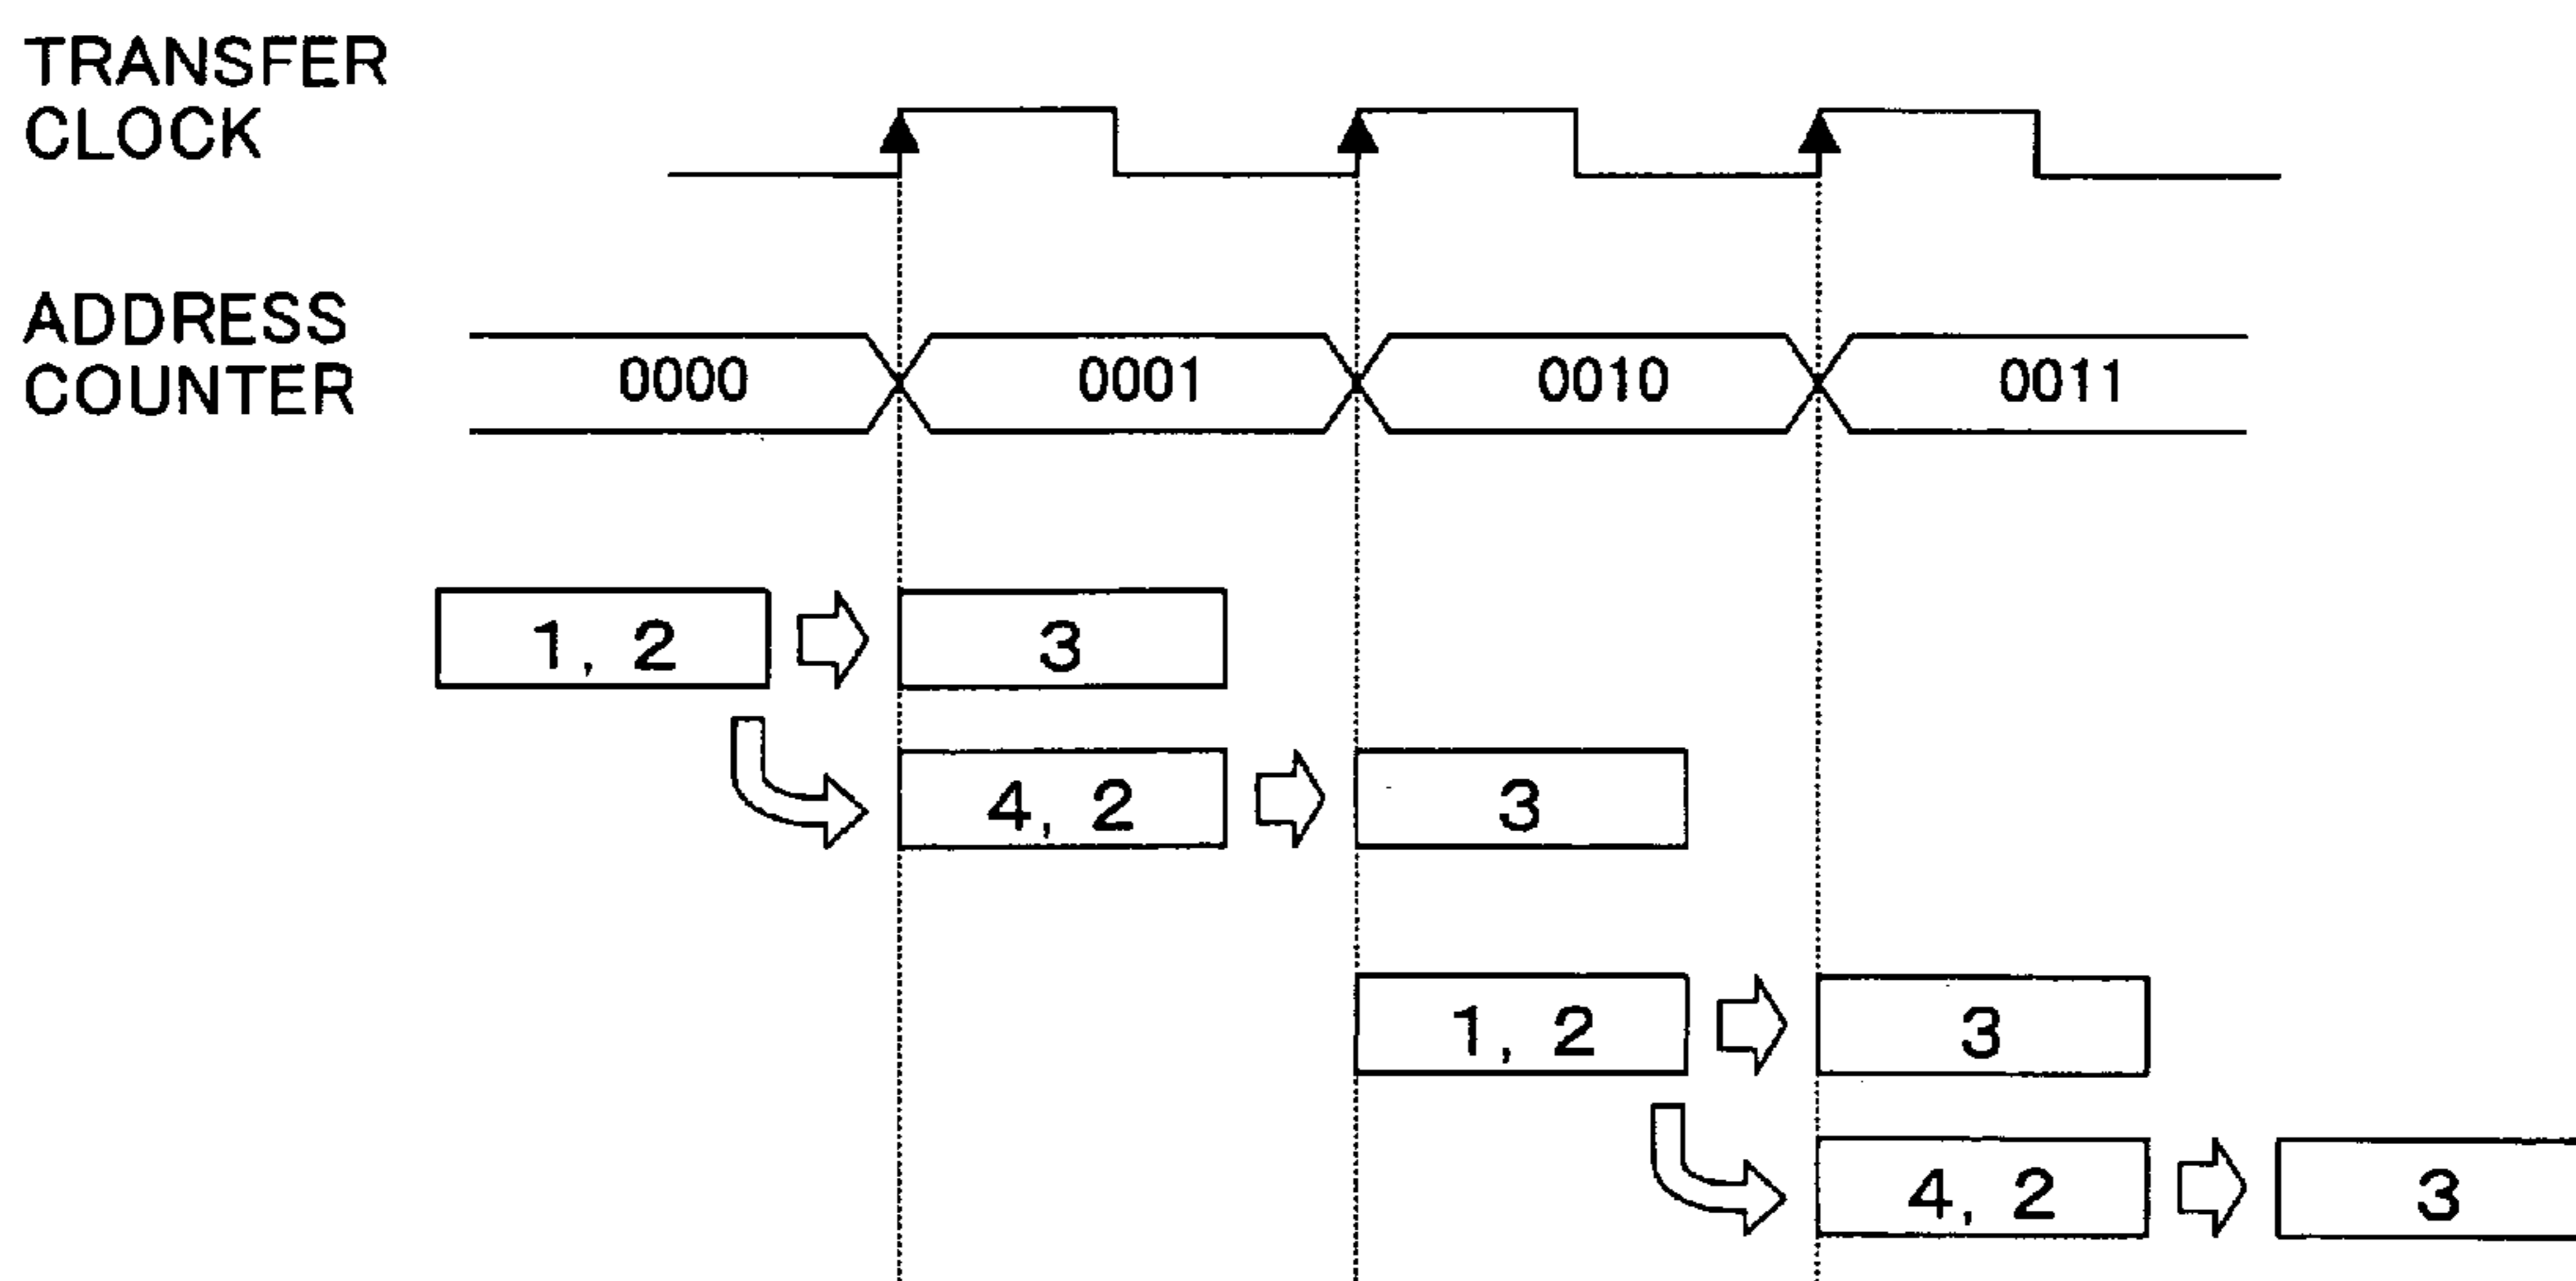 TRANSFER
CLOCK
ADDRESS
COUNTER
0000 0001 0010 0011
1, 2 3
4, 2 3
1, 2 3
4, 2 3